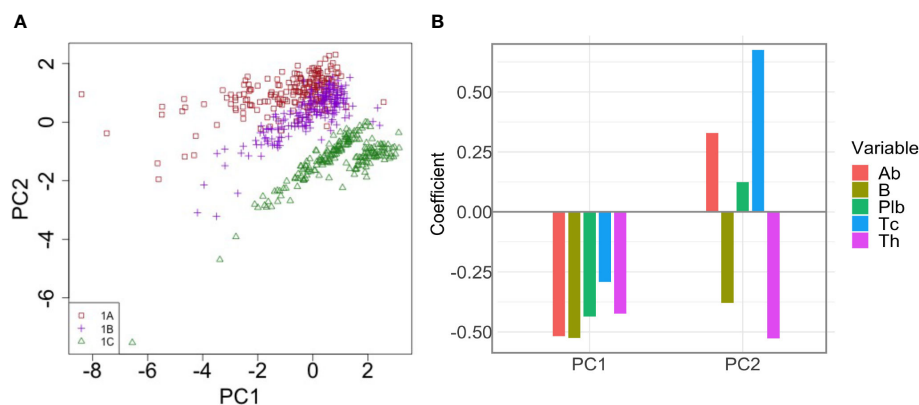 A
2
0
-2
-4
-6
PC2
1A
1B
1C
-8
-6
-4
-2
0
2
PC1
B
0.50
0.25
0.00
-0.25
-0.50
Coefficient
PC1
PC2
Variable
Ab
B
Plb
Tc
Th